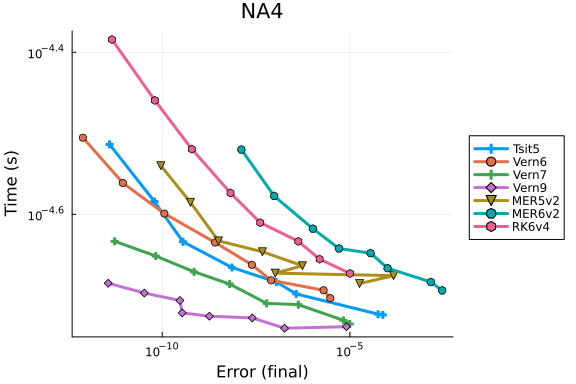 NA4
10⁻⁴·⁴
10⁻⁴·⁶
Time (s)
10⁻¹⁰
10⁻⁵
Error (final)
Tsit5
Vern6
Vern7
Vern9
MER5v2
MER6v2
RK6v4